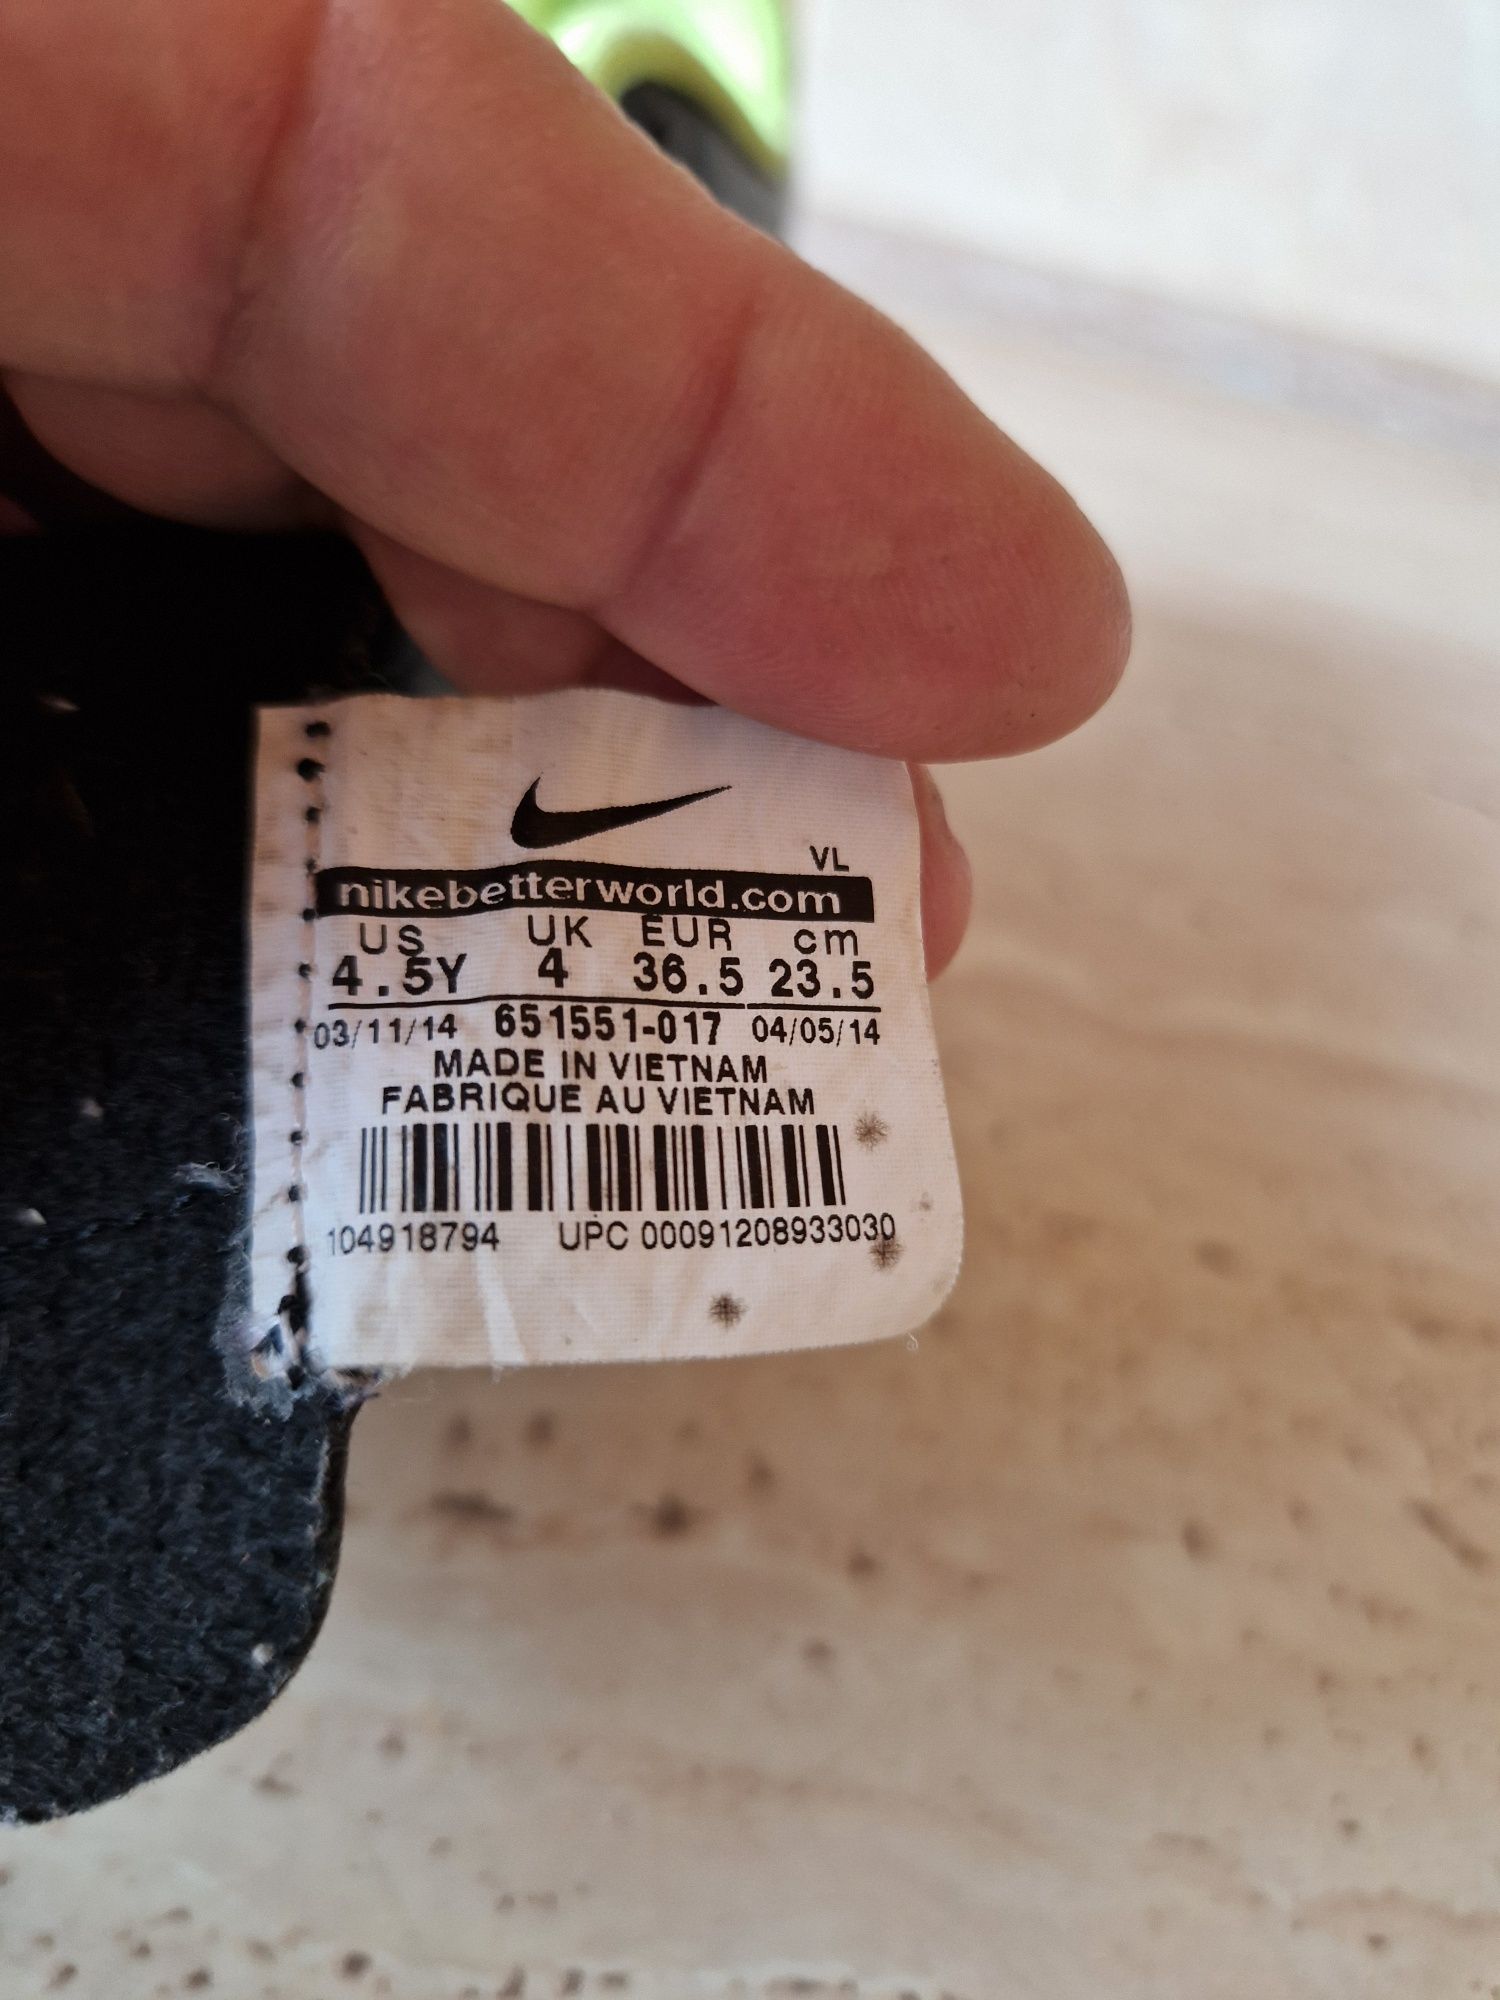 VL
nikebetterworld.com
US UK EUR cm
4.5Y 4 36.5 23.5
03/11/14 651551-017 04/05/14
MADE IN VIETNAM
FABRIQUE AU VIETNAM
104918794 UPC 00091208933030